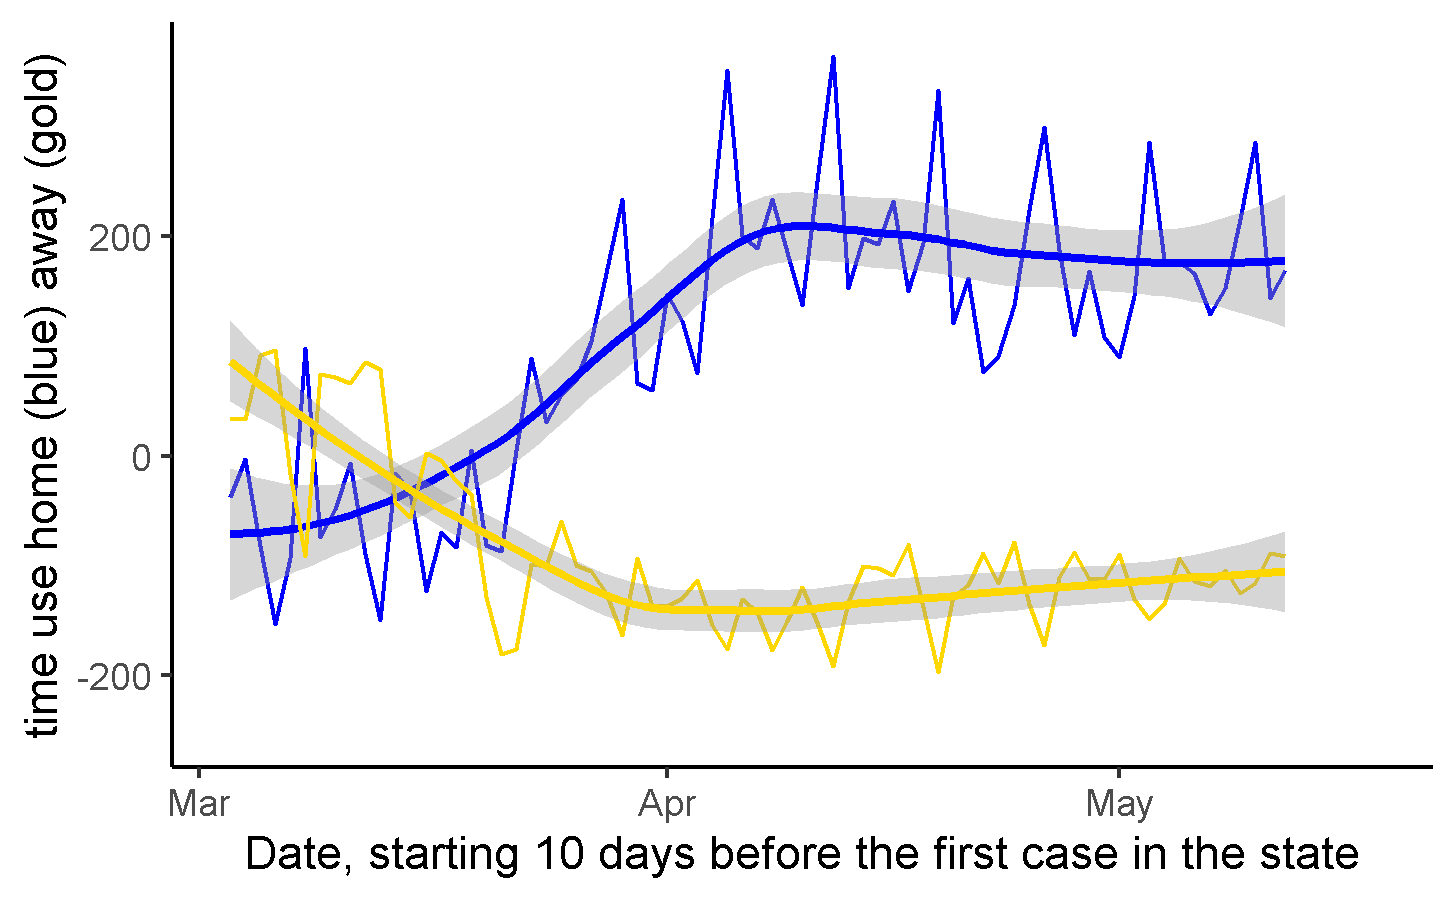 time use home (blue) away (gold)
200
0
-200
Mar
Apr
May
Date, starting 10 days before the first case in the state